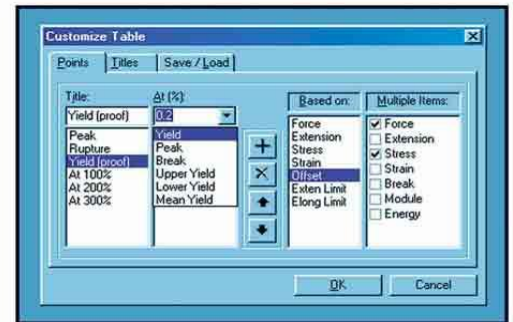 Customize Table
Points
Titles
Save / Load
Title:
Yield (proof)
Peak
Rupture
Yield (proof)
At 100%
At 200%
At 300%
At (%):
0.2
Yield
Peak
Break
Upper Yield
Lower Yield
Mean Yield
Based on:
Force
Extension
Stress
Strain
Offset
Exten Limit
Elong Limit
Multiple Items:
Force
Extension
Stress
Strain
Break
Module
Energy
OK
Cancel